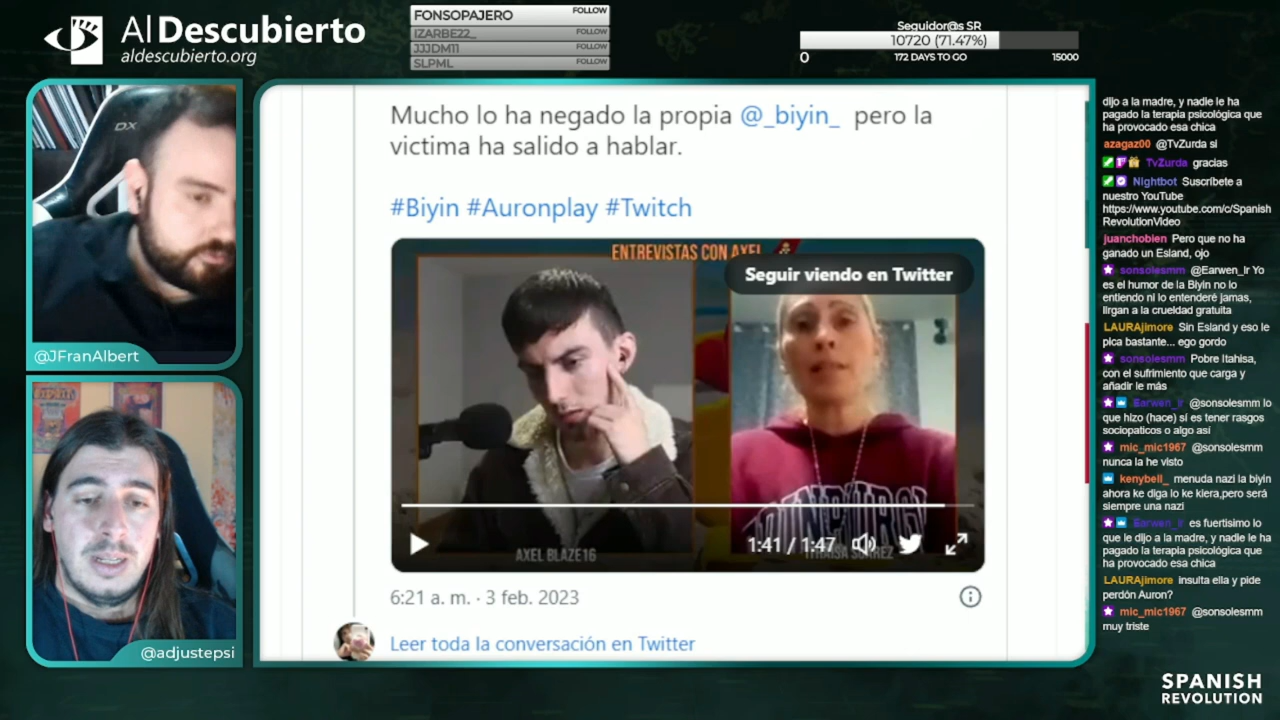 Al Descubierto
aldescubierto.org
FONSOPAJERO FOLLOW
IZARBE22_ FOLLOW
JJJDM11 FOLLOW
SLPML FOLLOW
Seguidor@s SR
10720 (71.47%)
0 172 DAYS TO GO 15000
DX
@JFranAlbert
@adjustepsi
Mucho lo ha negado la propia @_biyin_ pero la
victima ha salido a hablar.
#Biyin #Auronplay #Twitch
ENTREVISTAS CON AXEL
Seguir viendo en Twitter
1:41 / 1:47
AXEL BLAZE16
6:21 a. m. · 3 feb. 2023
Leer toda la conversación en Twitter
dijo a la madre, y nadie le ha
pagado la terapia psicológica que
ha provocado esa chica
azagaz00 @TvZurda si
TvZurda gracias
Nightbot Suscríbete a
nuestro YouTube
https://www.youtube.com/c/Spanish
RevolutionVideo
juanchobien Pero que no ha
ganado un Esland, ojo
sonsolesmm @Earwen_Ir Yo
es el humor de la Biyin no lo
entiendo ni lo entenderé jamas,
lirgan a la crueldad gratuita
LAURAjimore Sin Esland y eso le
pica bastante... ego gordo
sonsolesmm Pobre Itahisa,
con el sufrimiento que carga y
añadir le más
Earwen_Ir @sonsolesmm lo
que hizo (hace) sí es tener rasgos
sociopaticos o algo así
mic_mic1967 @sonsolesmm
nunca la he visto
kenybell_ menuda nazi la biyin
ahora ke diga lo ke kiera,pero será
siempre una nazi
Earwen_Ir es fuertisimo lo
que le dijo a la madre, y nadie le ha
pagado la terapia psicológica que
ha provocado esa chica
LAURAjimore insulta ella y pide
perdón Auron?
mic_mic1967 @sonsolesmm
muy triste
SPANISH
REVOLUTION